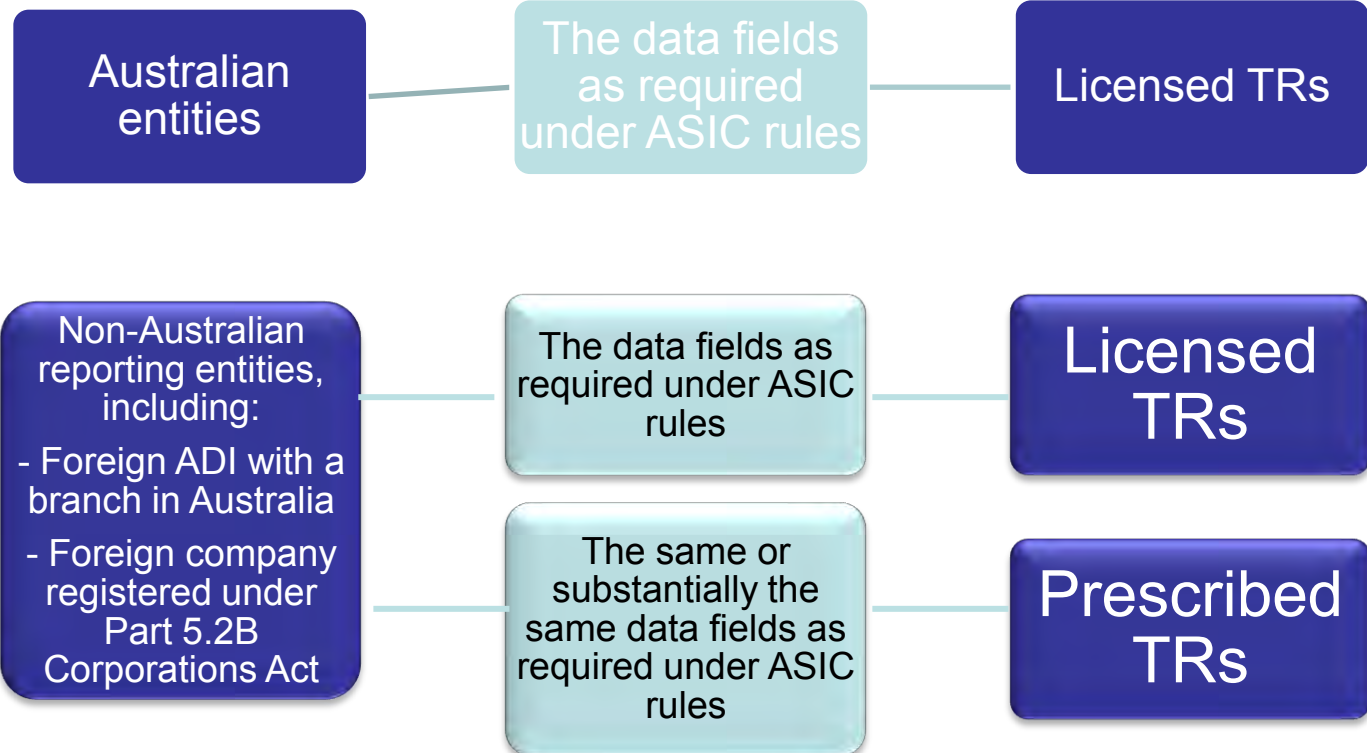 Australian
entities
The data fields
as required
under ASIC rules
Licensed TRs
Non-Australian
reporting entities,
including:
- Foreign ADI with a
branch in Australia
- Foreign company
registered under
Part 5.2B
Corporations Act
The data fields as
required under ASIC
rules
Licensed
TRs
The same or
substantially the
same data fields as
required under ASIC
rules
Prescribed
TRs